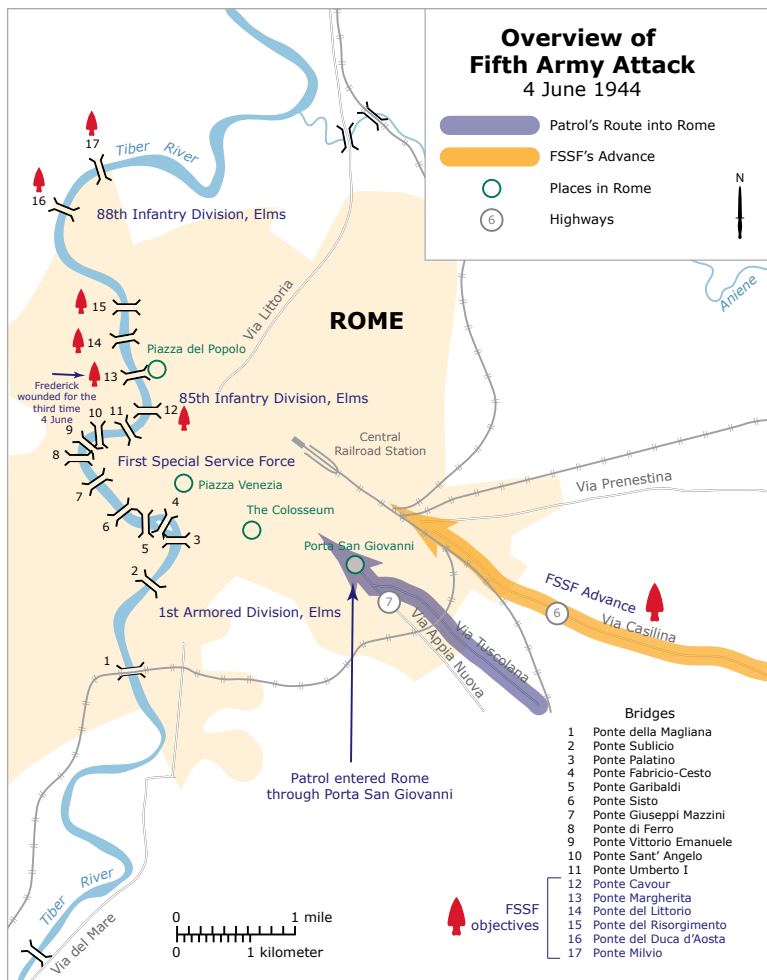 Overview of
Fifth Army Attack
4 June 1944
Patrol's Route into Rome
FSSF's Advance
Places in Rome
6
Highways
N
17
Tiber River
16
88th Infantry Division, Elms
Aniene
15
Via Littoria
ROME
14
Piazza del Popolo
13
Frederick
wounded for the
third time
4 June
85th Infantry Division, Elms
12
11
10
9
8
Central
Railroad Station
First Special Service Force
Via Prenestina
7
Piazza Venezia
4
6
The Colosseum
5
3
Porta San Giovanni
2
FSSF Advance
1st Armored Division, Elms
7
6
Via Casilina
Via Tuscolana
Via Appia Nuova
1
Patrol entered Rome
through Porta San Giovanni
Tiber River
Via del Mare
0 1 mile
0 1 kilometer
Bridges
1 Ponte della Magliana
2 Ponte Sublicio
3 Ponte Palatino
4 Ponte Fabricio-Cesto
5 Ponte Garibaldi
6 Ponte Sisto
7 Ponte Giuseppi Mazzini
8 Ponte di Ferro
9 Ponte Vittorio Emanuele
10 Ponte Sant' Angelo
11 Ponte Umberto I
FSSF
objectives
12 Ponte Cavour
13 Ponte Margherita
14 Ponte del Littorio
15 Ponte del Risorgimento
16 Ponte del Duca d'Aosta
17 Ponte Milvio